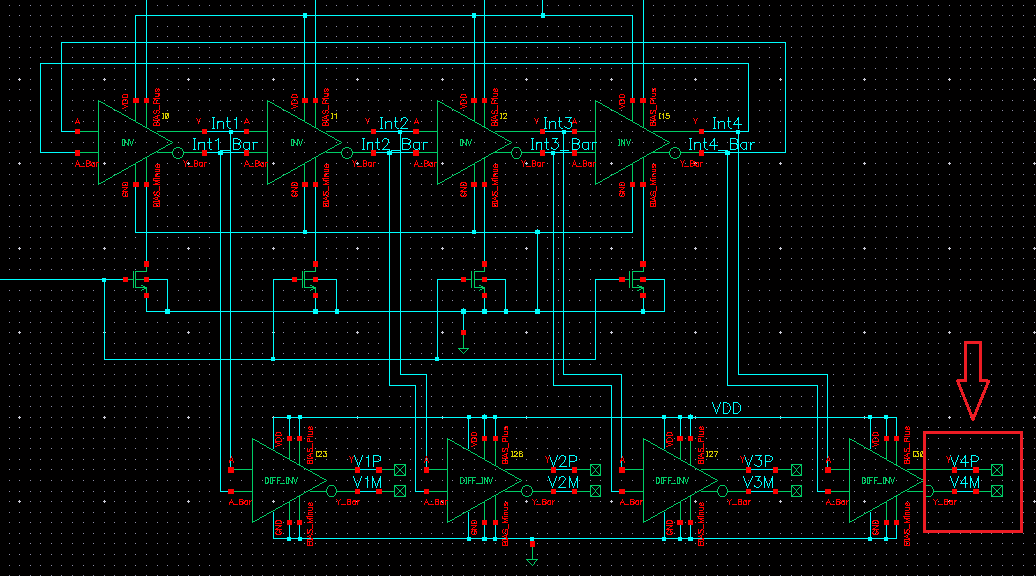 VDD BIAS_Plus I0 VDD BIAS_Plus I1 VDD BIAS_Plus I2 VDD BIAS_Plus I15
A Y Int1 A Y Int2 A Y Int3 A Y Int4
INV INV INV INV
Int1_Bar Int2_Bar Int3_Bar Int4_Bar
A_Bar Y_Bar A_Bar Y_Bar A_Bar Y_Bar A_Bar Y_Bar
GND BIAS_Minus GND BIAS_Minus GND BIAS_Minus GND BIAS_Minus
VDD
VDD BIAS_Plus I23 VDD BIAS_Plus I26 VDD BIAS_Plus I27 VDD BIAS_Plus I30
Y V1P Y V2P Y V3P Y V4P
DIFF_INV V1M DIFF_INV V2M DIFF_INV V3M DIFF_INV V4M
A_Bar Y_Bar A_Bar Y_Bar A_Bar Y_Bar A_Bar Y_Bar
GND BIAS_Minus GND BIAS_Minus GND BIAS_Minus GND BIAS_Minus